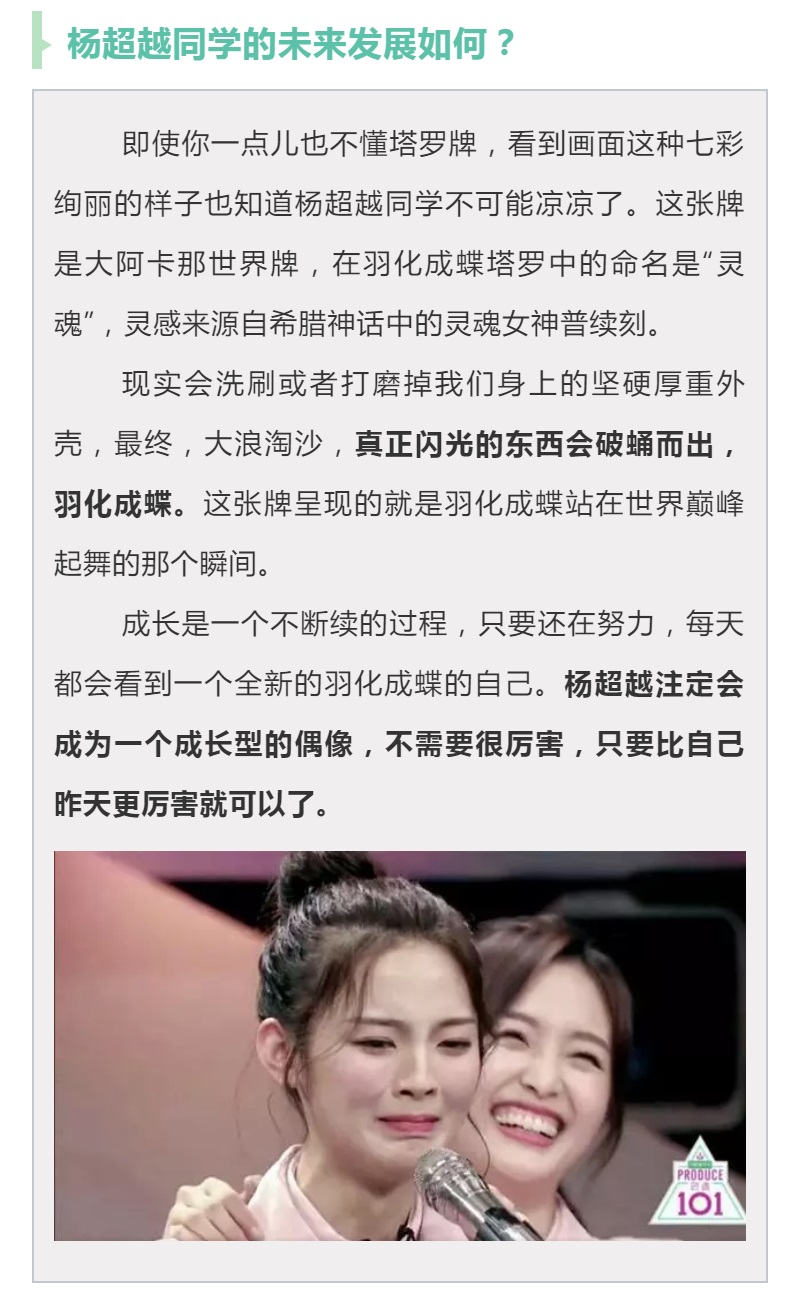 杨超越同学的未来发展如何？
即使你一点儿也不懂塔罗牌，看到画面这种七彩
绚丽的样子也知道杨超越同学不可能凉凉了。这张牌
是大阿卡那世界牌，在羽化成蝶塔罗中的命名是“灵
魂”，灵感来源自希腊神话中的灵魂女神普续刻。
现实会洗刷或者打磨掉我们身上的坚硬厚重外
壳，最终，大浪淘沙，真正闪光的东西会破蛹而出，
羽化成蝶。这张牌呈现的就是羽化成蝶站在世界巅峰
起舞的那个瞬间。
成长是一个不断续的过程，只要还在努力，每天
都会看到一个全新的羽化成蝶的自己。杨超越注定会
成为一个成长型的偶像，不需要很厉害，只要比自己
昨天更厉害就可以了。
PRODUCE
101